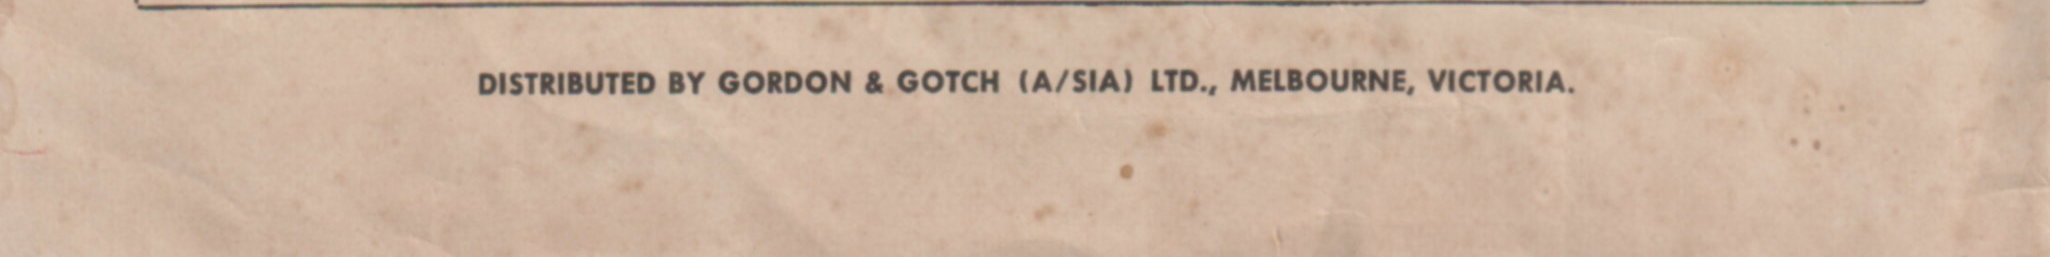 DISTRIBUTED BY GORDON & GOTCH (A/SIA) LTD., MELBOURNE, VICTORIA.